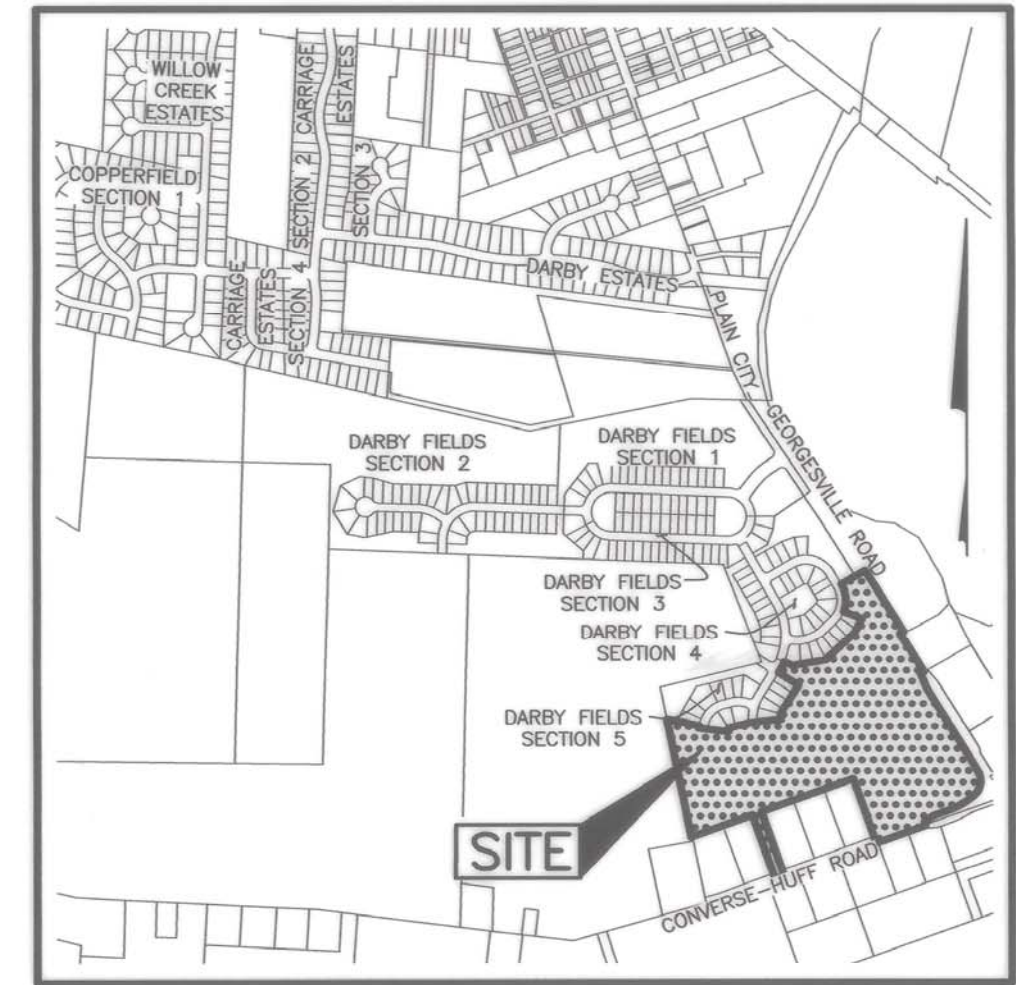 WILLOW
CREEK
ESTATES
SECTION 2
CARRIAGE
ESTATES
SECTION 3
COPPERFIELD
SECTION 1
CARRIAGE
ESTATES
SECTION 4
DARBY ESTATES
PLAIN CITY-GEORGESVILLE ROAD
DARBY FIELDS
SECTION 2
DARBY FIELDS
SECTION 1
DARBY FIELDS
SECTION 3
DARBY FIELDS
SECTION 4
DARBY FIELDS
SECTION 5
SITE
CONVERSE-HUFF ROAD